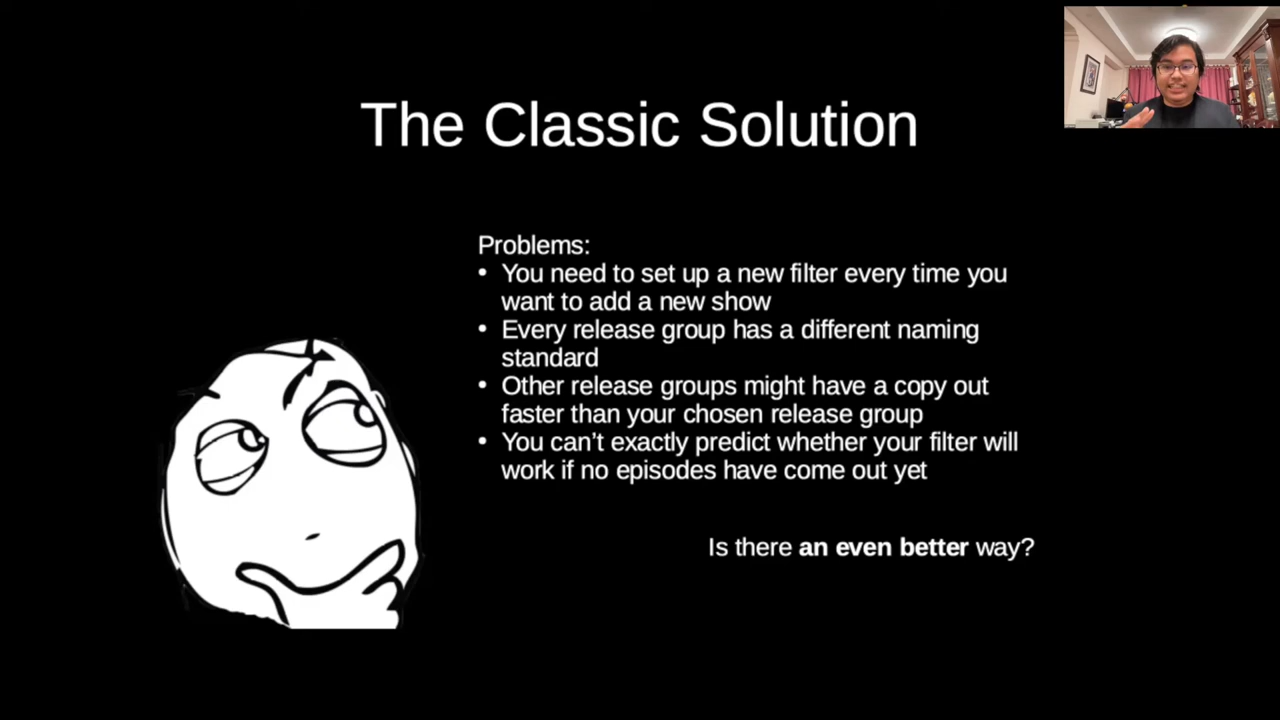 The Classic Solution
Problems:
• You need to set up a new filter every time you
want to add a new show
• Every release group has a different naming
standard
• Other release groups might have a copy out
faster than your chosen release group
• You can’t exactly predict whether your filter will
work if no episodes have come out yet
Is there an even better way?